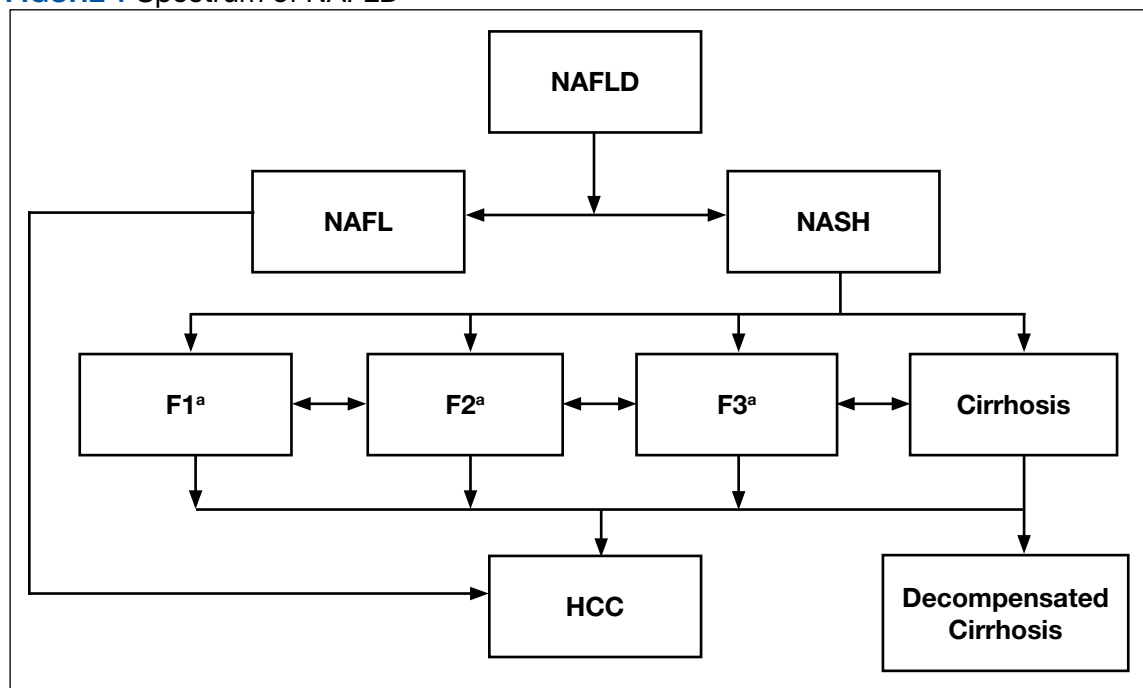 FIGURE 1 Spectrum of NAFLD
NAFLD
NAFL
NASH
F1ᵃ
F2ᵃ
F3ᵃ
Cirrhosis
HCC
Decompensated
Cirrhosis